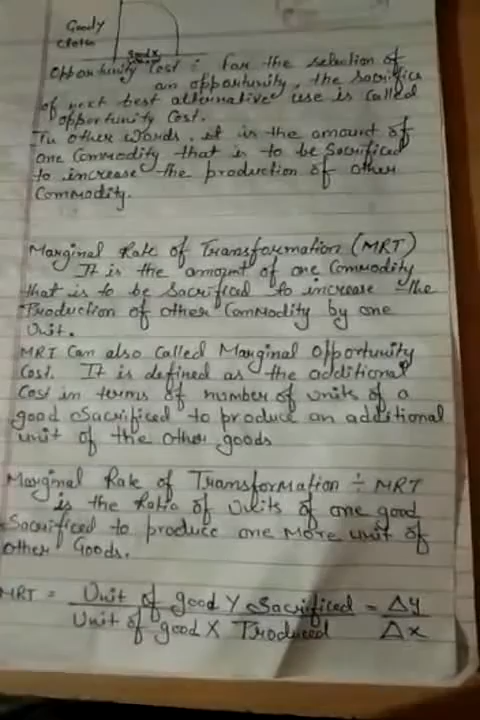 Goody
cloth
good x
Opportunity Cost : for the selection of
an opportunity, the sacrifice
of next best alternative use is called
opportunity Cost.
In other words, it is the amount of
one Commodity that is to be Sacrificed
to increase the production of other
Commodity.
Marginal Rate of Transformation (MRT)
It is the amount of one Commodity
that is to be sacrificed to increase the
Production of other Commodity by one
Unit.
MRT Can also called Marginal opportunity
Cost. It is defined as the additional
Cost in terms of number of units of a
good Sacrificed to produce an additional
unit of the other goods
Marginal Rate of Transformation ÷ MRT
is the Ratio of Units of one good
Sacrificed to produce one more unit of
other Goods.
MRT = Unit of good Y Sacrificed = Δy
Unit of good X Produced Δx